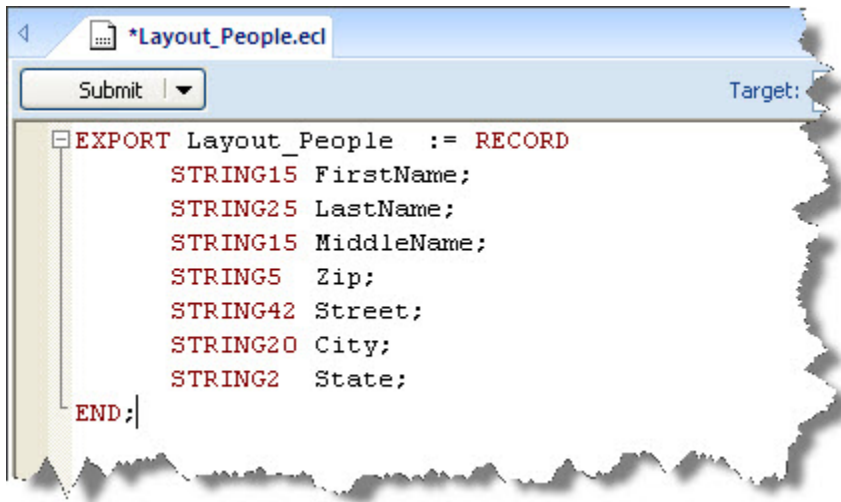 *Layout_People.ecl
Submit
Target:
EXPORT Layout_People := RECORD
STRING15 FirstName;
STRING25 LastName;
STRING15 MiddleName;
STRING5 Zip;
STRING42 Street;
STRING20 City;
STRING2 State;
END;